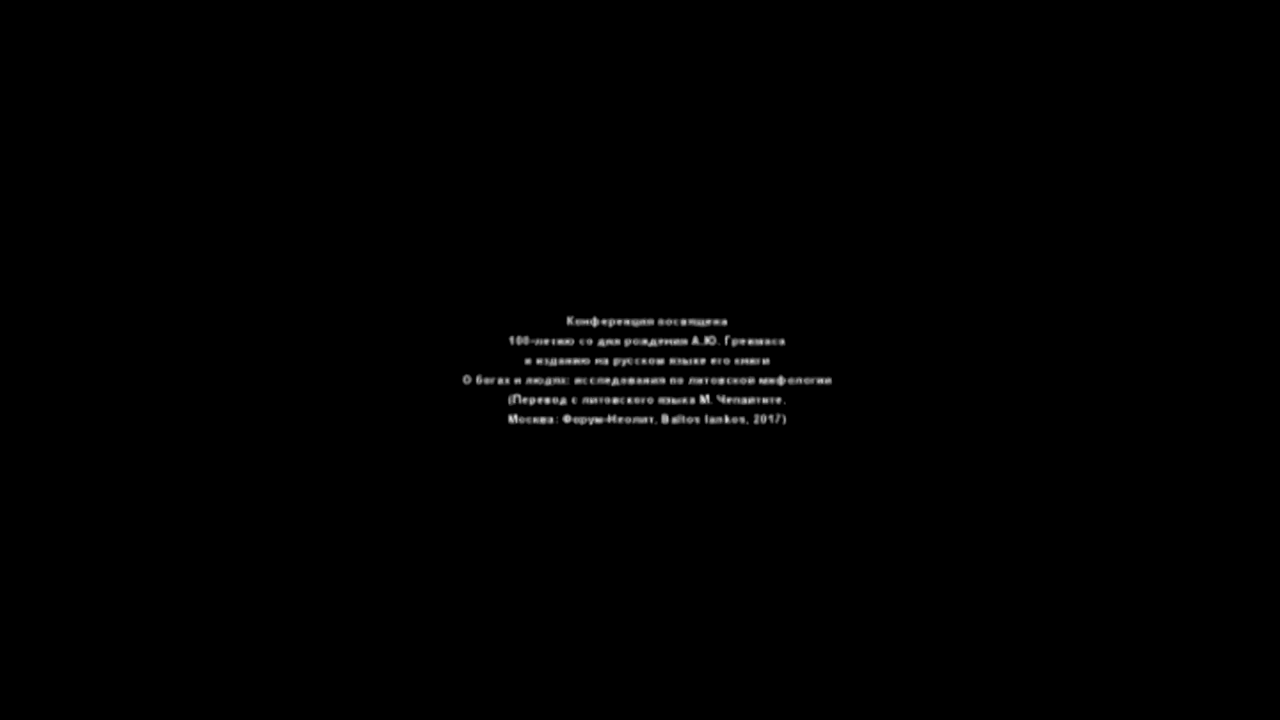 Конференция посвящена
100-летию со дня рождения А.Ю. Греймаса
и изданию на русском языке его книги
О богах и людях: исследования по литовской мифологии
(Перевод с литовского языка М. Чепайтите.
Москва: Форум-Неолит, Baltos lankos, 2017)